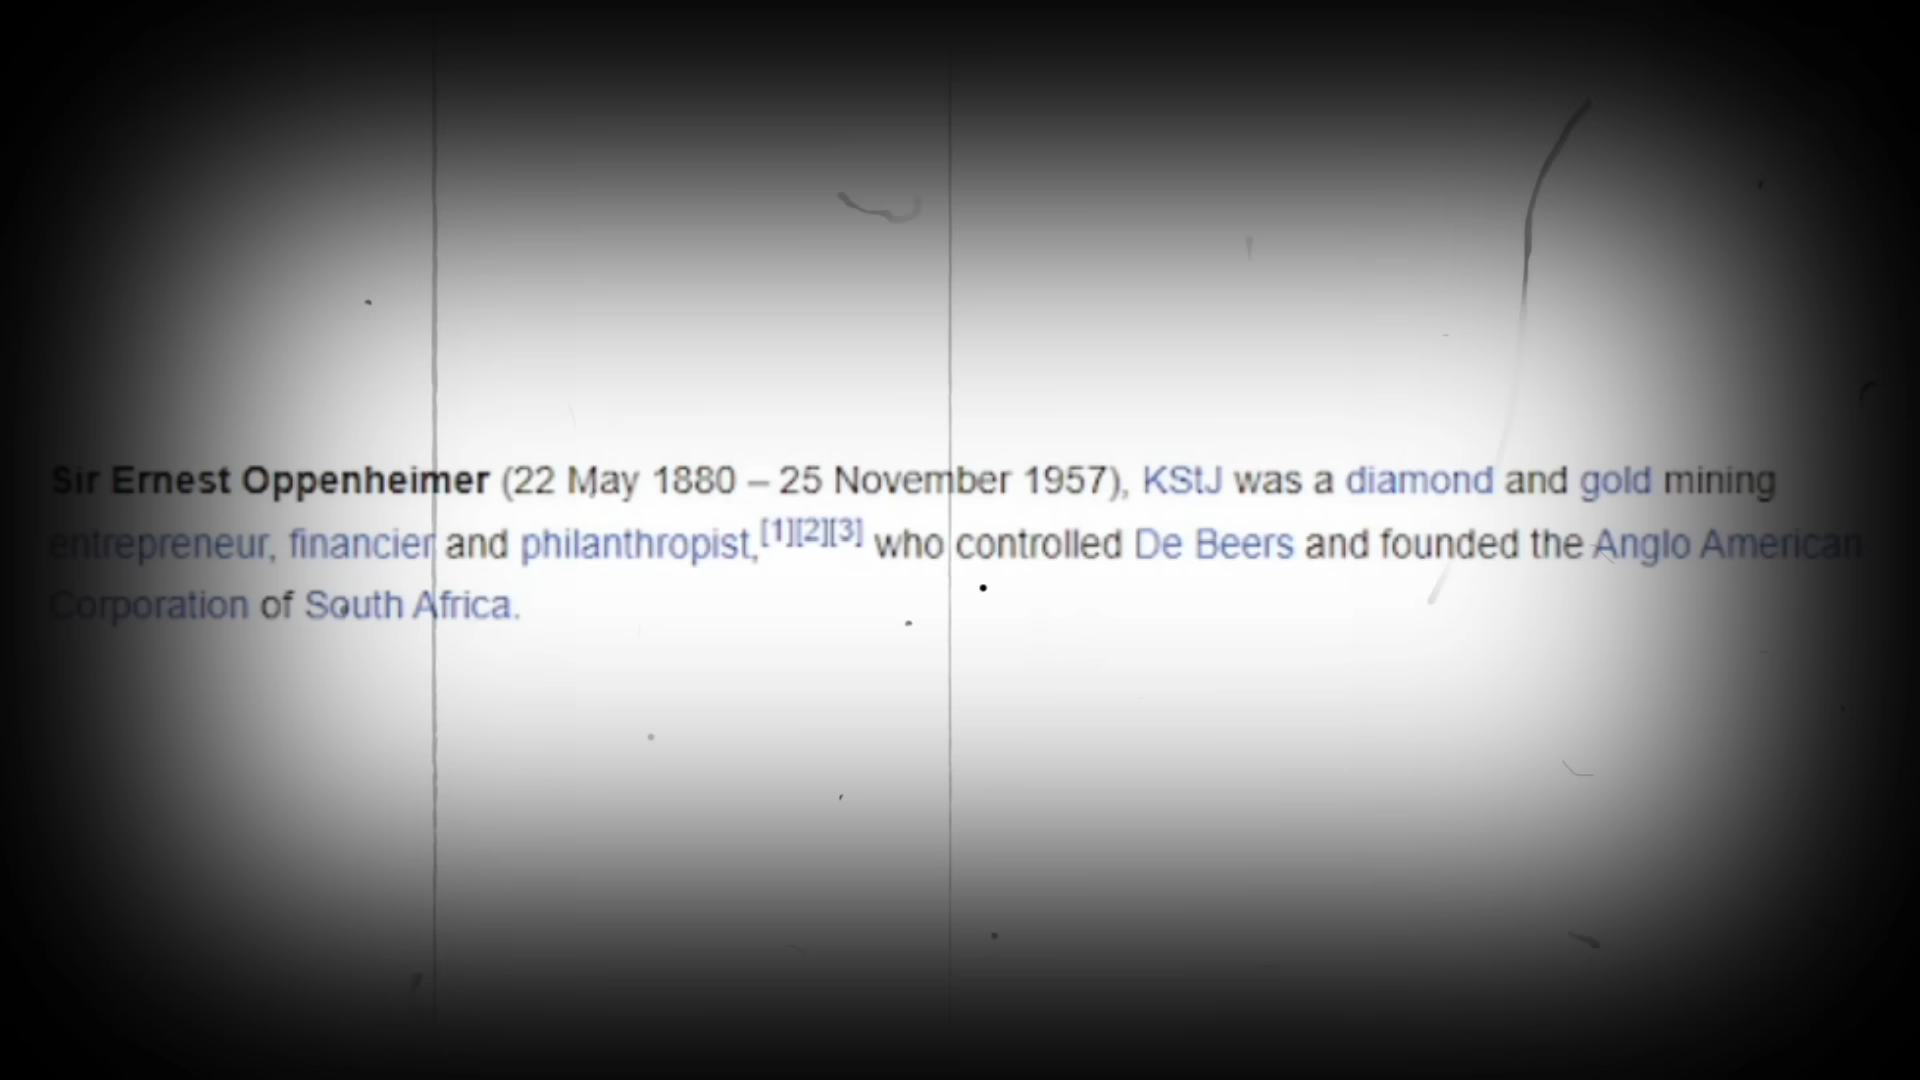 Sir Ernest Oppenheimer (22 May 1880 – 25 November 1957), KStJ was a diamond and gold mining
entrepreneur, financier and philanthropist,[1][2][3] who controlled De Beers and founded the Anglo American
Corporation of South Africa.